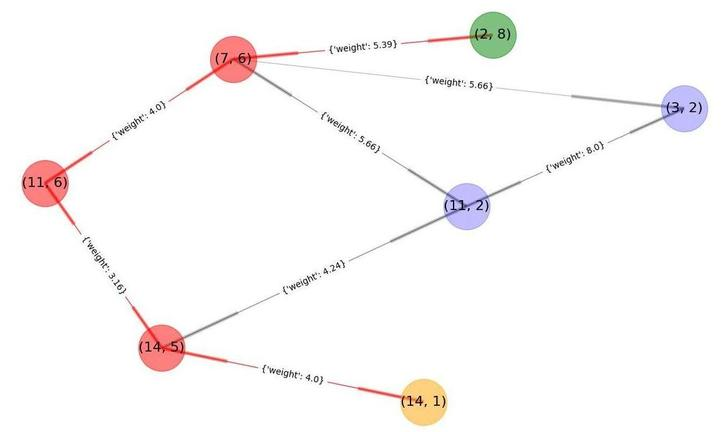 (2, 8)
(7, 6)
{'weight': 5.39}
{'weight': 5.66}
(3, 2)
{'weight': 4.0}
{'weight': 5.66}
{'weight': 8.0}
(11, 6)
(11, 2)
{'weight': 3.16}
{'weight': 4.24}
(14, 5)
{'weight': 4.0}
(14, 1)